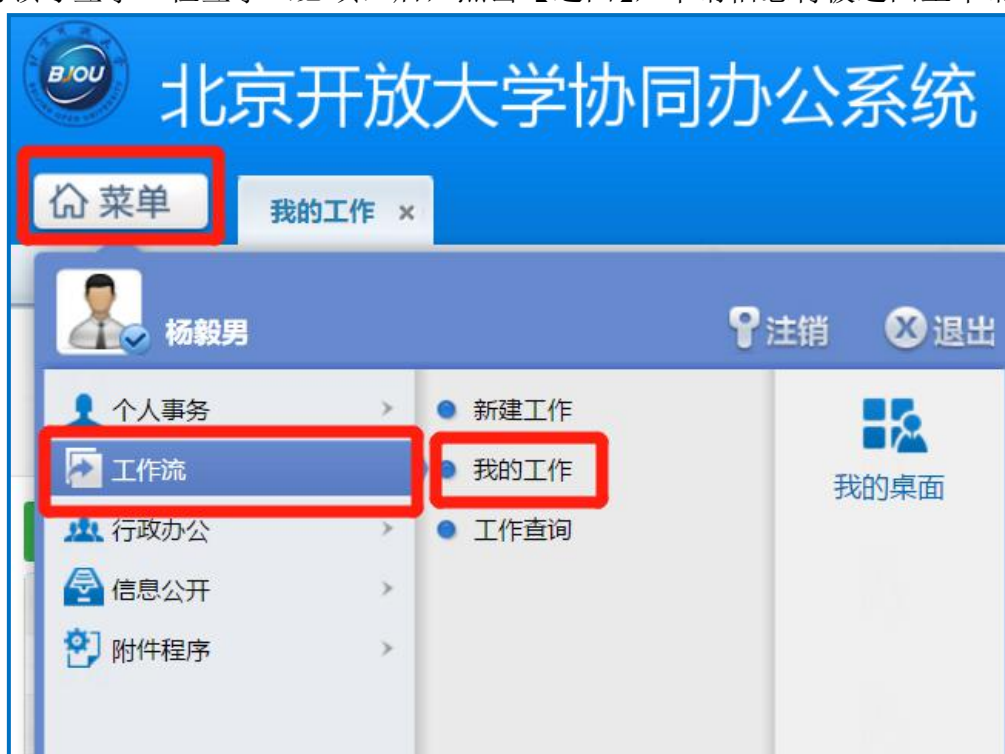 BJOU
北京开放大学协同办公系统
菜单
我的工作 ×
杨毅男
注销
退出
个人事务
新建工作
工作流
我的工作
我的桌面
行政办公
工作查询
信息公开
附件程序